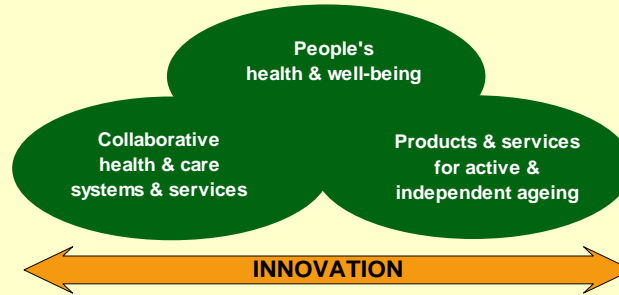 People's
health & well-being
Collaborative
health & care
systems & services
Products & services
for active &
independent ageing
INNOVATION